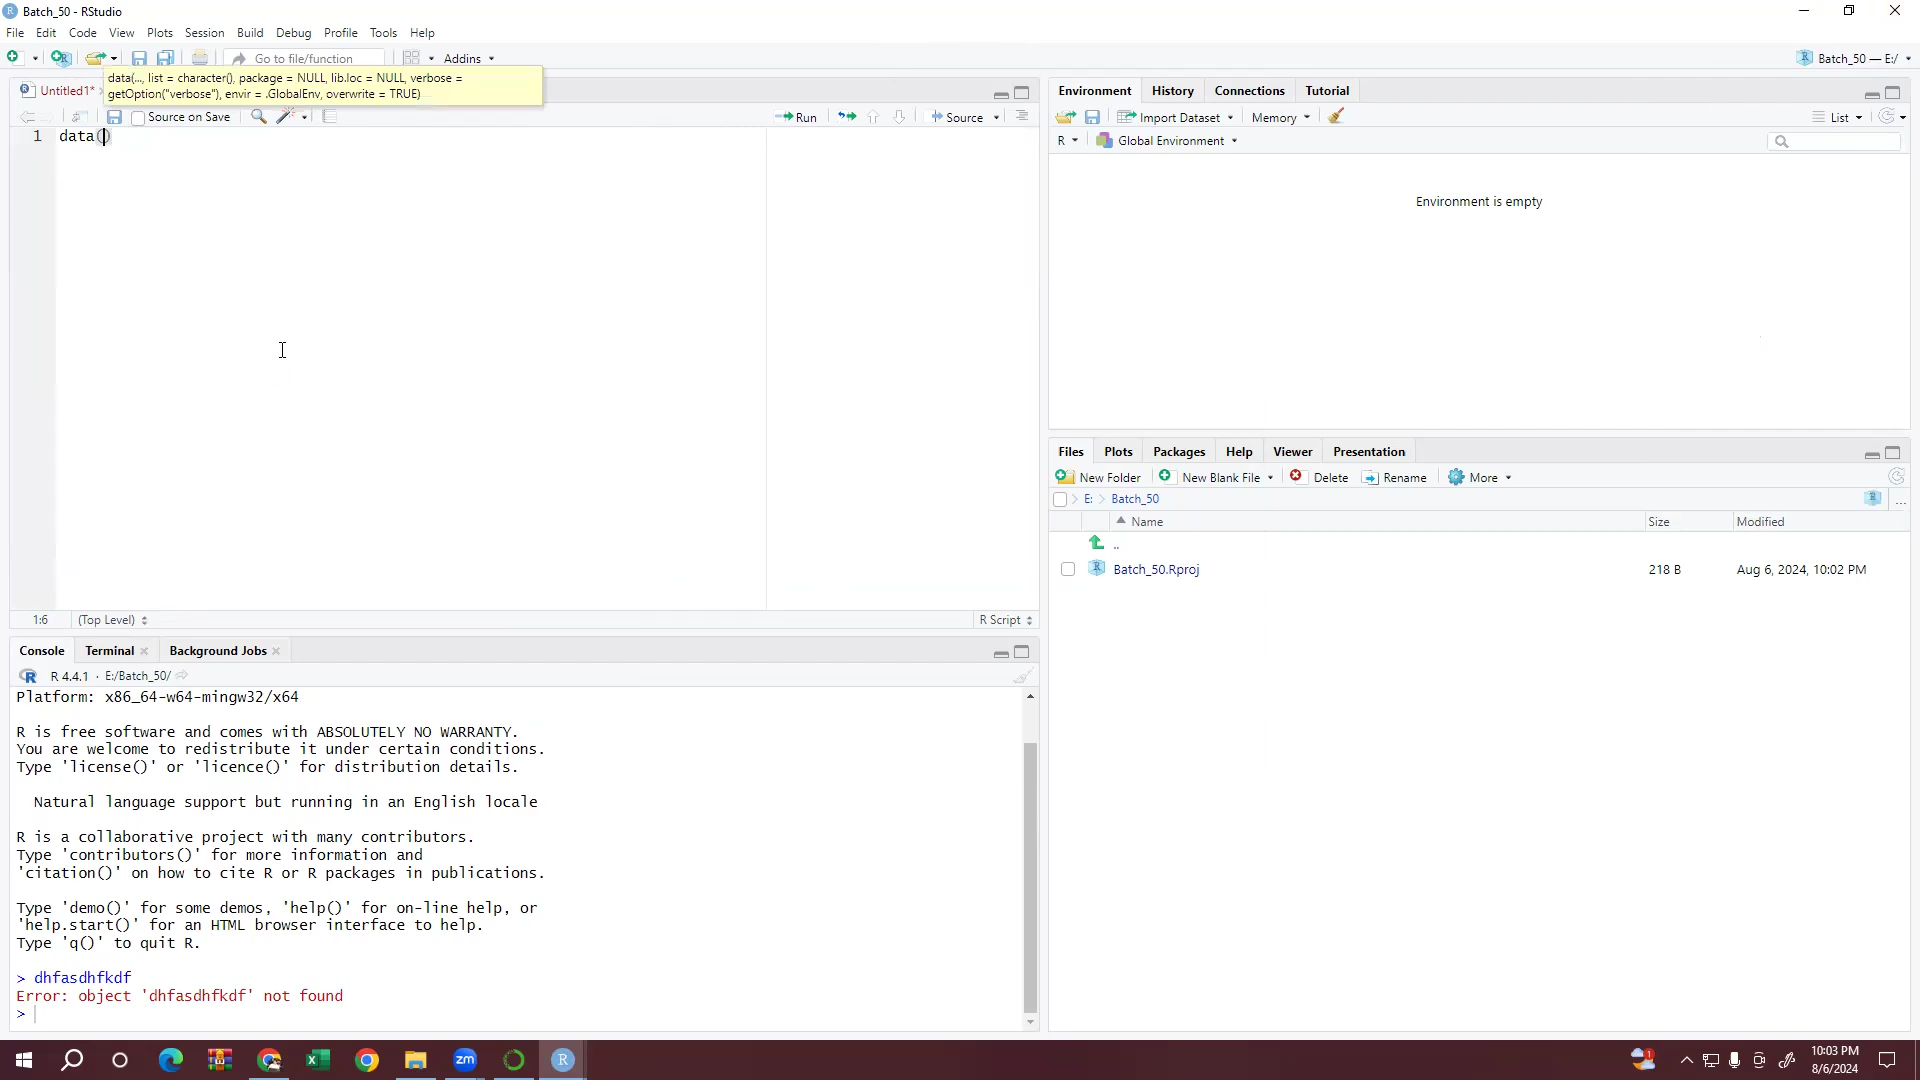 Batch_50 - RStudio
File Edit Code View Plots Session Build Debug Profile Tools Help
Go to file/function Addins Batch_50 — E:/
data(..., list = character(), package = NULL, lib.loc = NULL, verbose =
getOption("verbose"), envir = .GlobalEnv, overwrite = TRUE)
Untitled1*
Source on Save Run Source
1 data()
1:6 (Top Level) R Script
Environment History Connections Tutorial
Import Dataset Memory List
R Global Environment
Environment is empty
Files Plots Packages Help Viewer Presentation
New Folder New Blank File Delete Rename More
E: Batch_50
Name Size Modified
..
Batch_50.Rproj 218 B Aug 6, 2024, 10:02 PM
Console Terminal Background Jobs
R 4.4.1 · E:/Batch_50/
Platform: x86_64-w64-mingw32/x64
R is free software and comes with ABSOLUTELY NO WARRANTY.
You are welcome to redistribute it under certain conditions.
Type 'license()' or 'licence()' for distribution details.
Natural language support but running in an English locale
R is a collaborative project with many contributors.
Type 'contributors()' for more information and
'citation()' on how to cite R or R packages in publications.
Type 'demo()' for some demos, 'help()' for on-line help, or
'help.start()' for an HTML browser interface to help.
Type 'q()' to quit R.
> dhfasdhfkdf
Error: object 'dhfasdhfkdf' not found
>
10:03 PM
8/6/2024